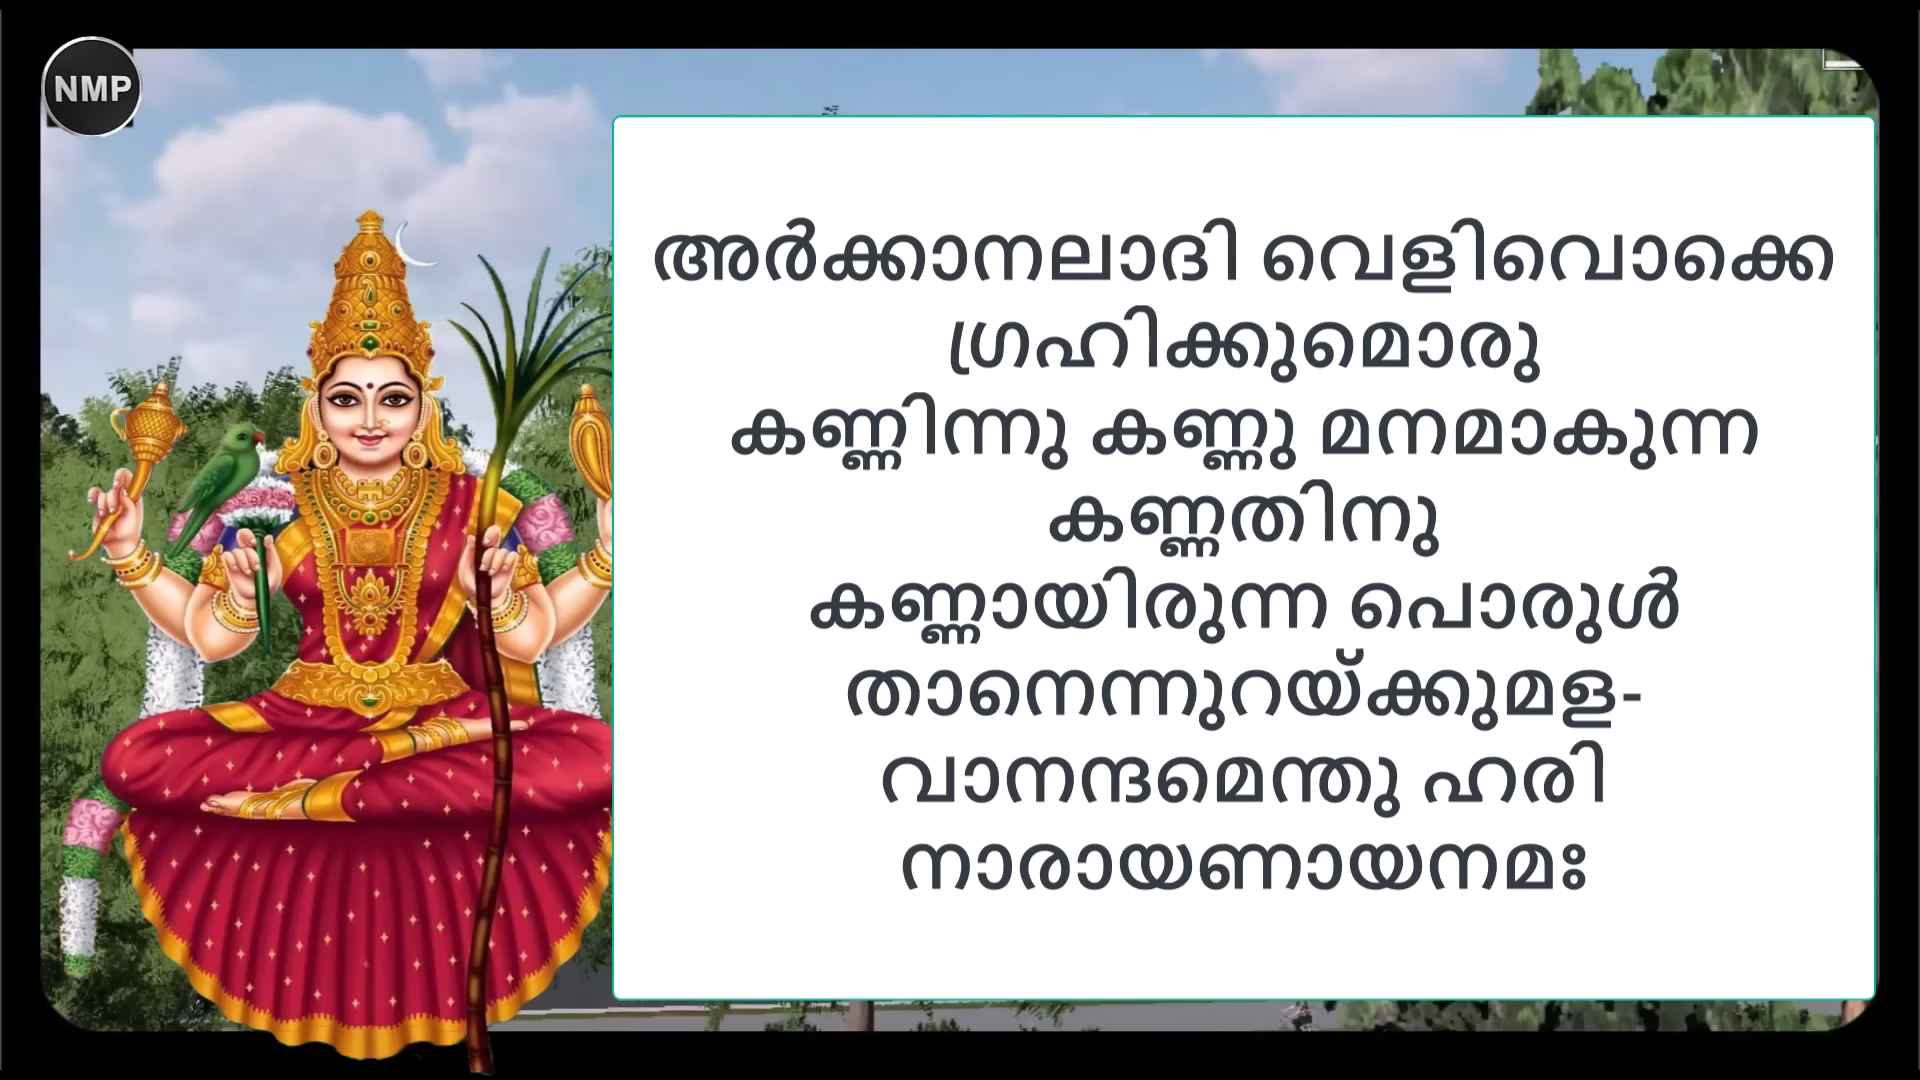 NMP
അർക്കാനലാദി വെളിവൊക്കെ
ഗ്രഹിക്കുമൊരു
കണ്ണിന്നു കണ്ണു മനമാകുന്ന
കണ്ണതിനു
കണ്ണായിരുന്ന പൊരുൾ
താനെന്നുറയ്ക്കുമള-
വാനന്ദമെന്തു ഹരി
നാരായണായനമഃ